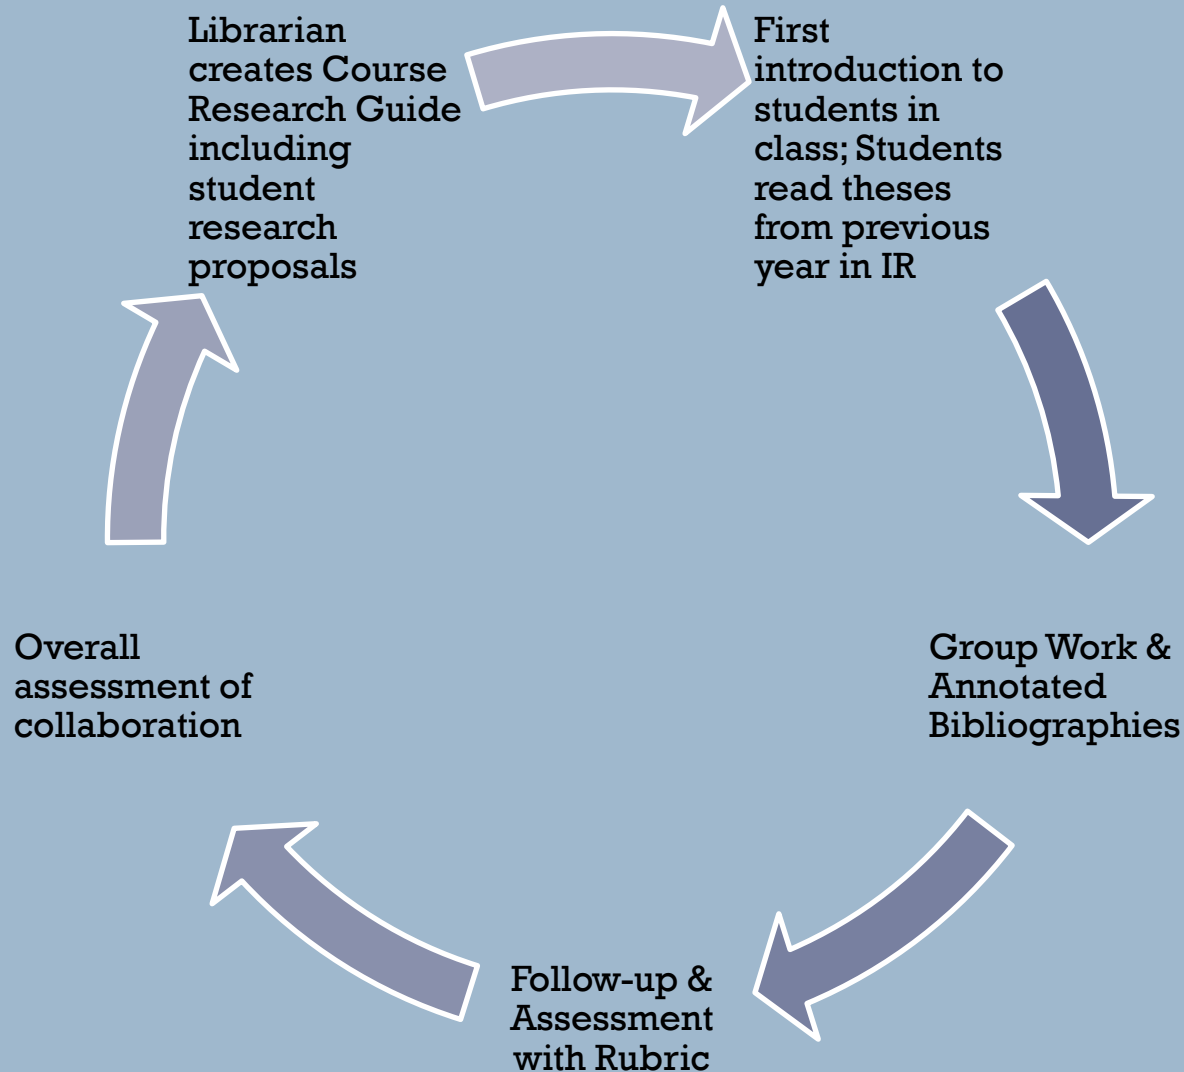 Librarian
creates Course
Research Guide
including
student
research
proposals
First
introduction to
students in
class; Students
read theses
from previous
year in IR
Group Work &
Annotated
Bibliographies
Follow-up &
Assessment
with Rubric
Overall
assessment of
collaboration